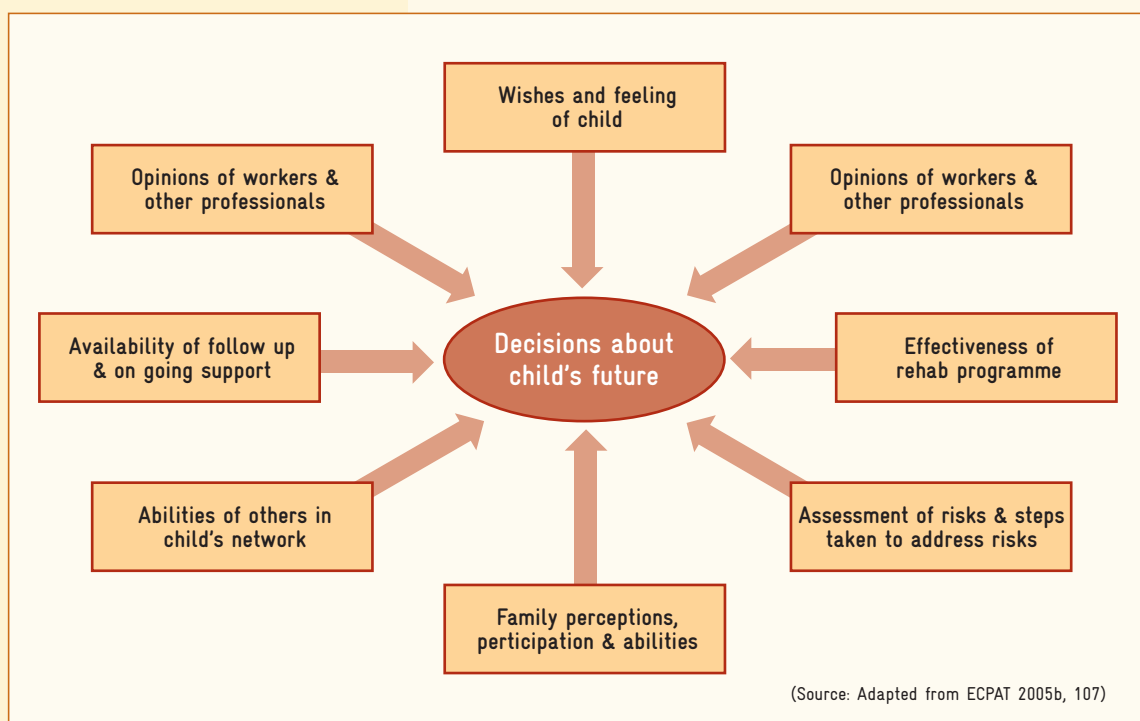 Wishes and feeling
of child
Opinions of workers &
other professionals
Opinions of workers &
other professionals
Availability of follow up
& on going support
Decisions about
child's future
Effectiveness of
rehab programme
Abilities of others in
child's network
Assessment of risks & steps
taken to address risks
Family perceptions,
perticipation & abilities
(Source: Adapted from ECPAT 2005b, 107)